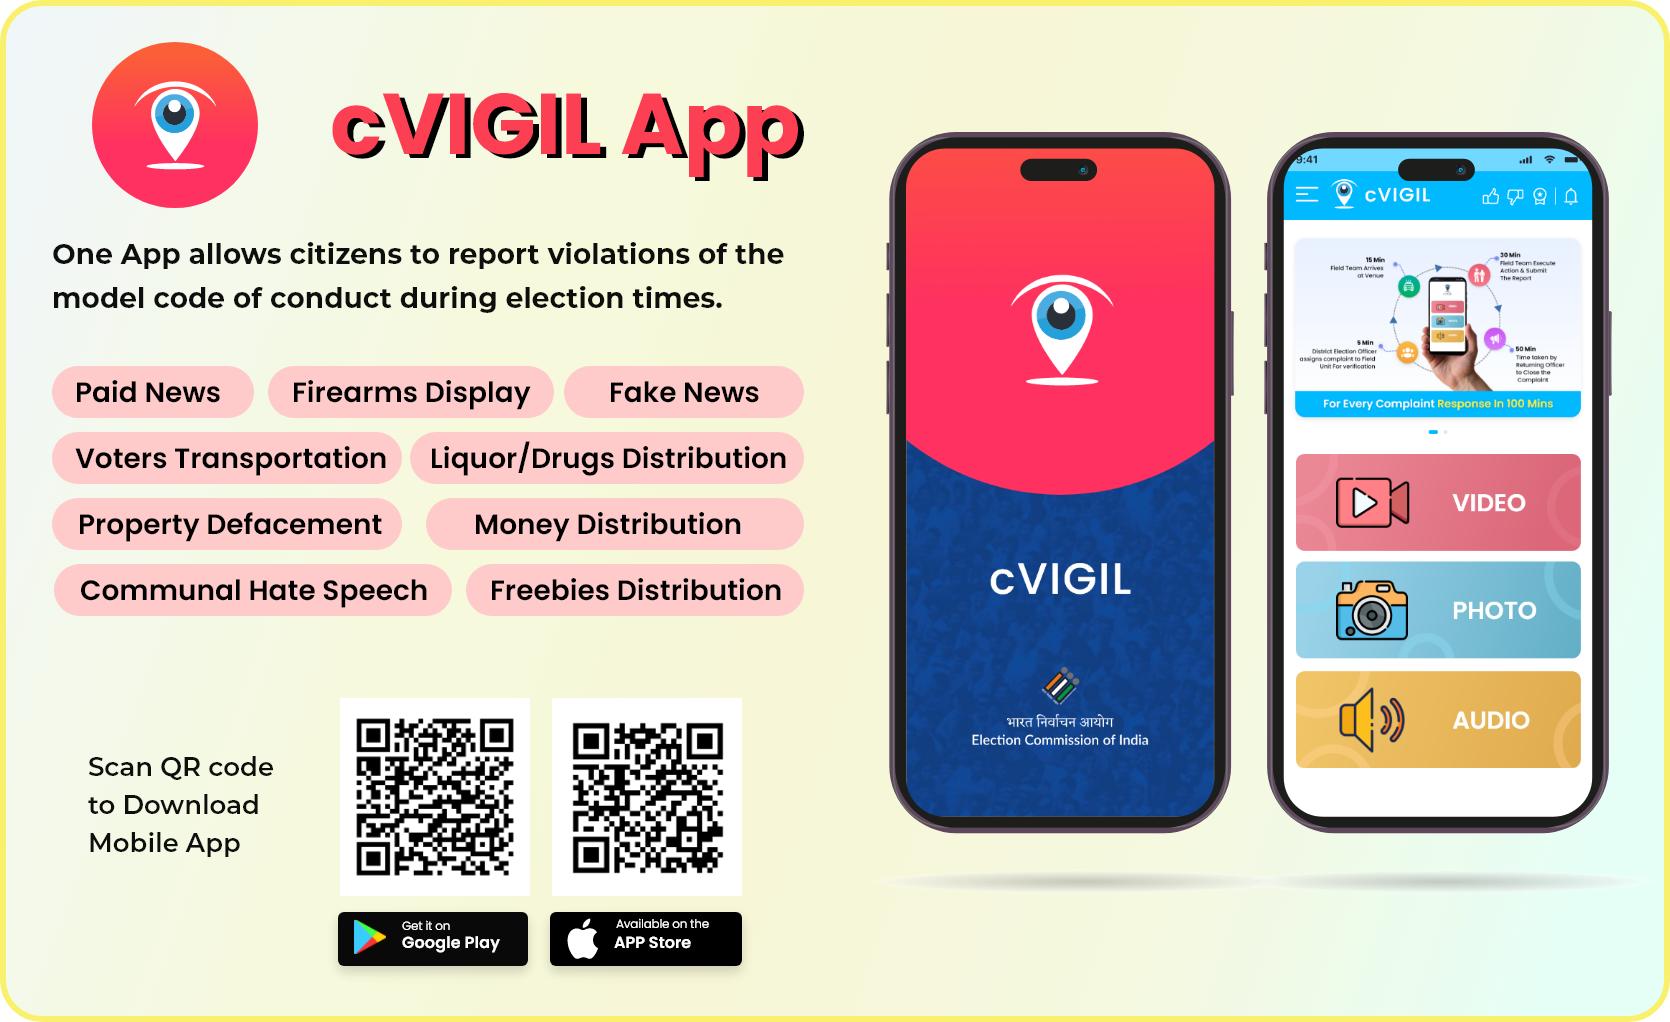 cVIGIL App
One App allows citizens to report violations of the
model code of conduct during election times.
Paid News
Firearms Display
Fake News
Voters Transportation
Liquor/Drugs Distribution
Property Defacement
Money Distribution
Communal Hate Speech
Freebies Distribution
Scan QR code
to Download
Mobile App
Get it on
Google Play
Available on the
APP Store
cVIGIL
भारत निर्वाचन आयोग
Election Commission of India
9:41
cVIGIL
15 Min
Field Team Arrives
at Venue
30 Min
Field Team Execute
Action & Submit
The Report
5 Min
District Election Officer
assigns complaint to Field
Unit For verification
50 Min
Time taken by
Returning Officer
to Close the
Complaint
For Every Complaint Response In 100 Mins
VIDEO
PHOTO
AUDIO